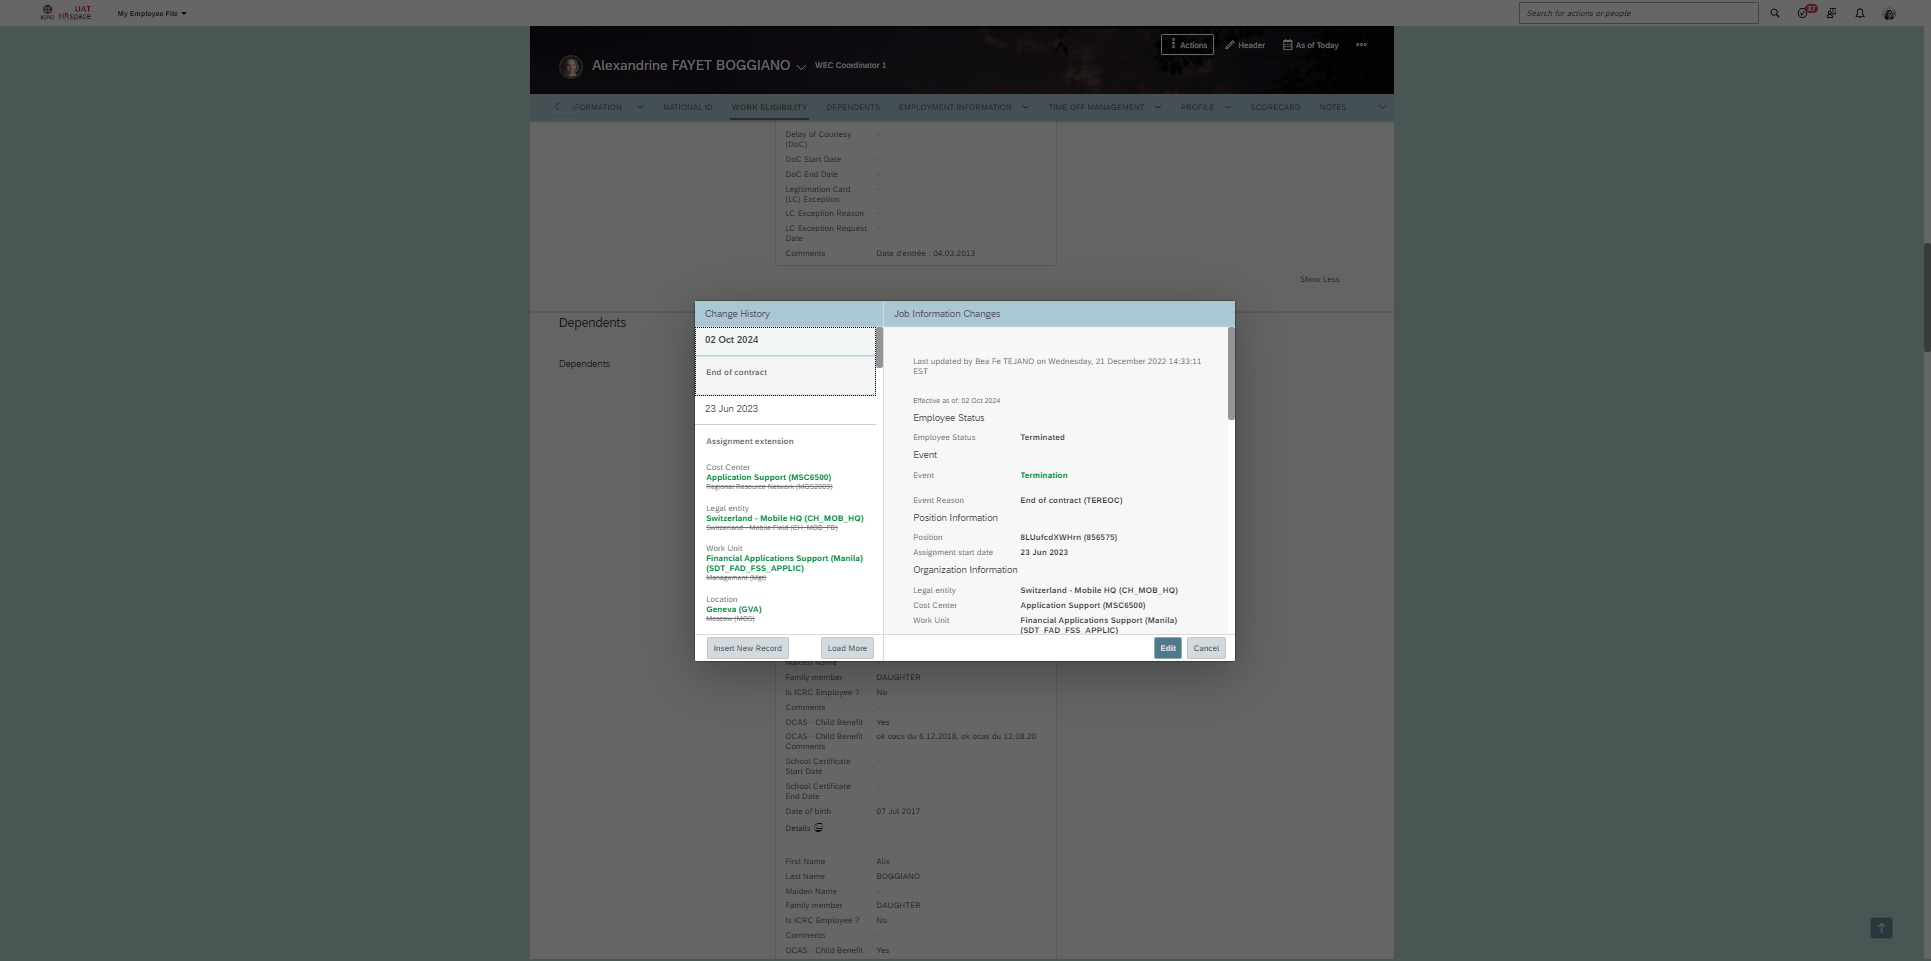 ICRC UAT HRspace
My Employee File
Search for actions or people
37
Alexandrine FAYET BOGGIANO
WEC Coordinator 1
Actions
Header
As of Today
FORMATION
NATIONAL ID
WORK ELIGIBILITY
DEPENDENTS
EMPLOYMENT INFORMATION
TIME OFF MANAGEMENT
PROFILE
SCORECARD
NOTES
Delay of Courtesy -
(DoC)
DoC Start Date -
DoC End Date -
Legitimation Card -
(LC) Exception
LC Exception Reason -
LC Exception Request -
Date
Comments Date d'entrée : 04.03.2013
Show Less
Dependents
Dependents
Change History
02 Oct 2024
End of contract
23 Jun 2023
Assignment extension
Cost Center
Application Support (MSC6500)
Regional Resource Network (MOS2009)
Legal entity
Switzerland - Mobile HQ (CH_MOB_HQ)
Switzerland - Mobile Field (CH_MOB_FD)
Work Unit
Financial Applications Support (Manila)
(SDT_FAD_FSS_APPLIC)
Management (Mgt)
Location
Geneva (GVA)
Moscow (MOS)
Insert New Record
Load More
Job Information Changes
Last updated by Bea Fe TEJANO on Wednesday, 21 December 2022 14:33:11
EST
Effective as of: 02 Oct 2024
Employee Status
Employee Status Terminated
Event
Event Termination
Event Reason End of contract (TEREOC)
Position Information
Position 8LUufcdXWHrn (856575)
Assignment start date 23 Jun 2023
Organization Information
Legal entity Switzerland - Mobile HQ (CH_MOB_HQ)
Cost Center Application Support (MSC6500)
Work Unit Financial Applications Support (Manila)
(SDT_FAD_FSS_APPLIC)
Edit
Cancel
Maiden Name -
Family member DAUGHTER
Is ICRC Employee ? No
Comments -
OCAS - Child Benefit Yes
OCAS - Child Benefit ok oacs du 6.12.2018, ok ocas du 12.08.20
Comments
School Certificate -
Start Date
School Certificate -
End Date
Date of birth 07 Jul 2017
Details
First Name Alix
Last Name BOGGIANO
Maiden Name -
Family member DAUGHTER
Is ICRC Employee ? No
Comments -
OCAS - Child Benefit Yes